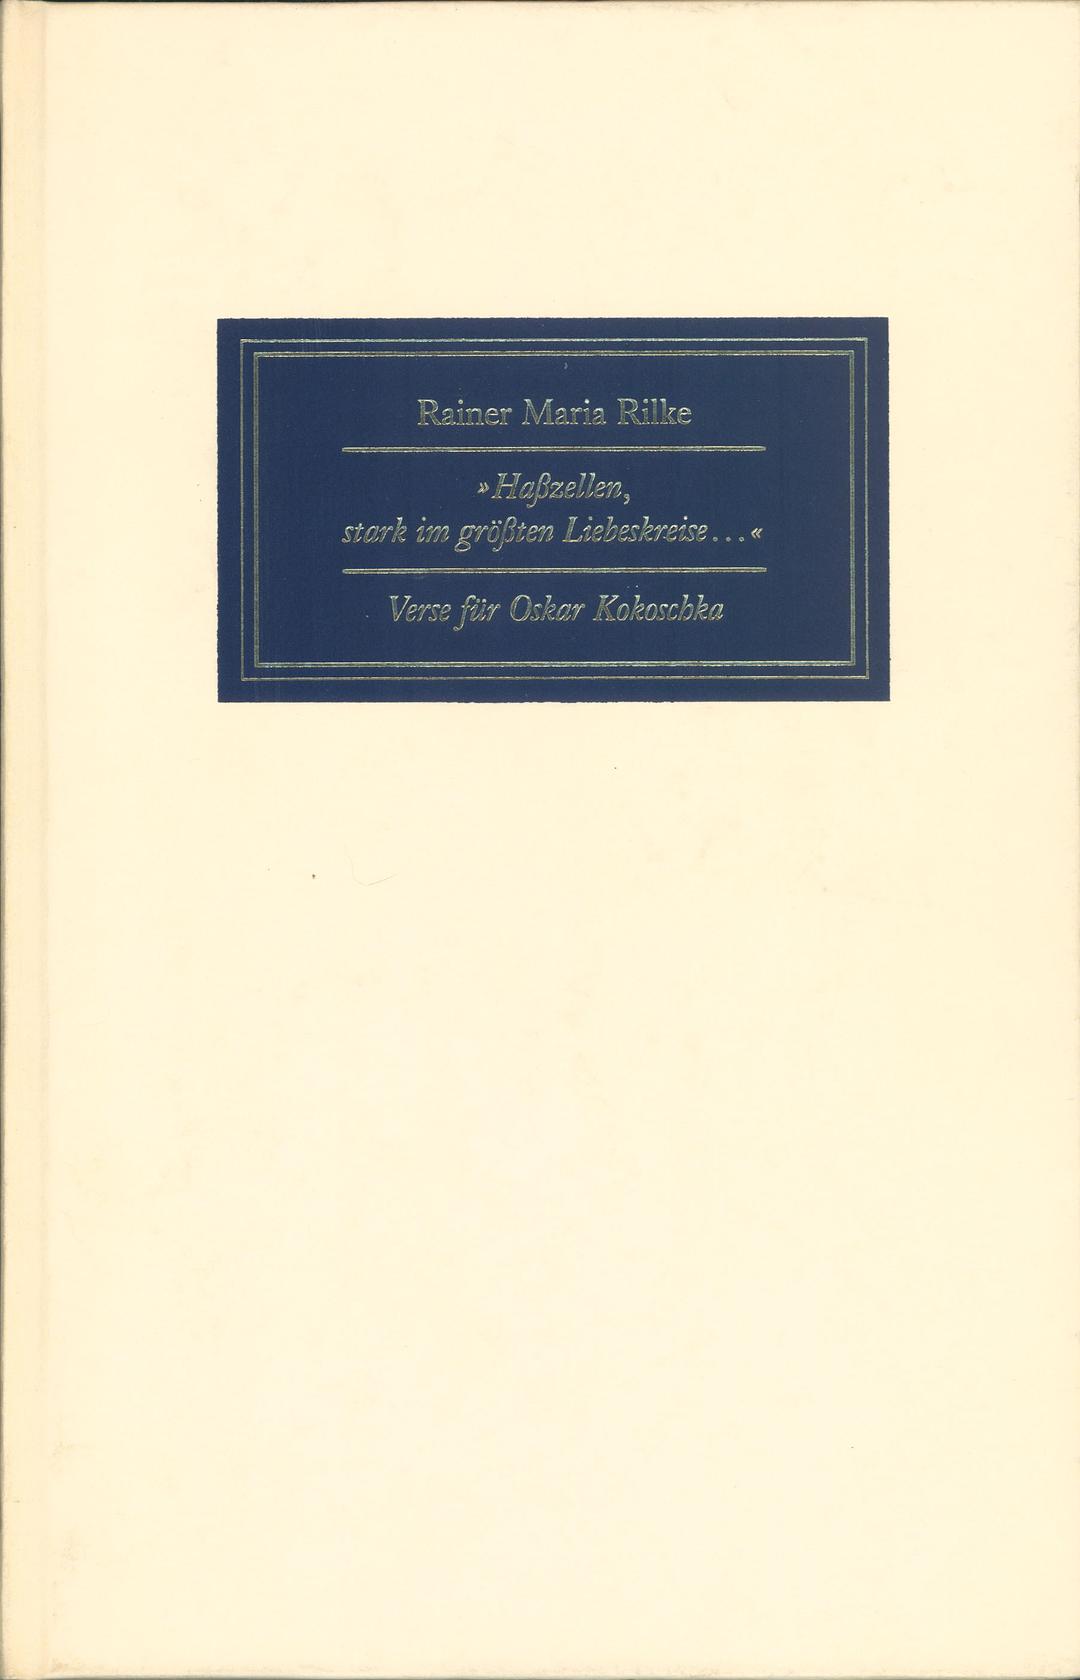 Rainer Maria Rilke
»Haßzellen,
stark im größten Liebeskreise...«
Verse für Oskar Kokoschka